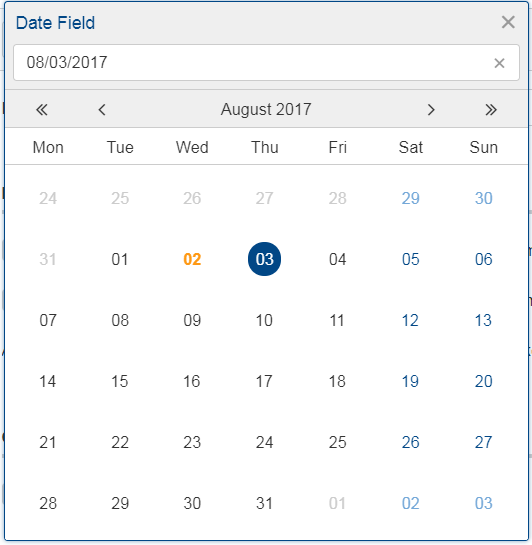 Date Field
08/03/2017
August 2017
Mon Tue Wed Thu Fri Sat Sun
24 25 26 27 28 29 30
31 01 02 03 04 05 06
07 08 09 10 11 12 13
14 15 16 17 18 19 20
21 22 23 24 25 26 27
28 29 30 31 01 02 03